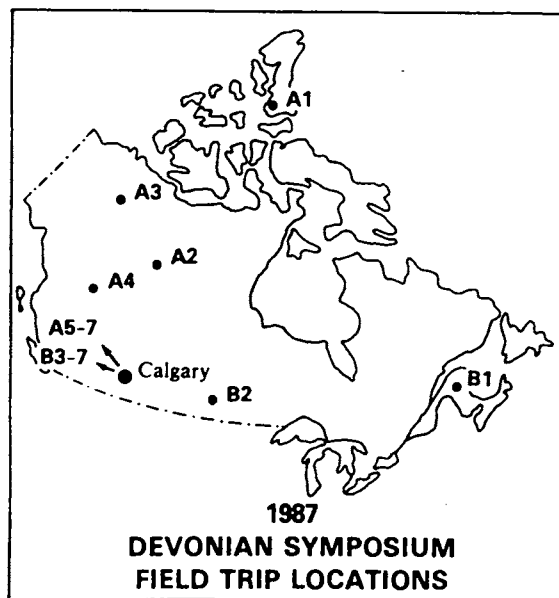 A1
A3
A2
A4
A5-7
B3-7
Calgary
B2
B1
1987
DEVONIAN SYMPOSIUM
FIELD TRIP LOCATIONS